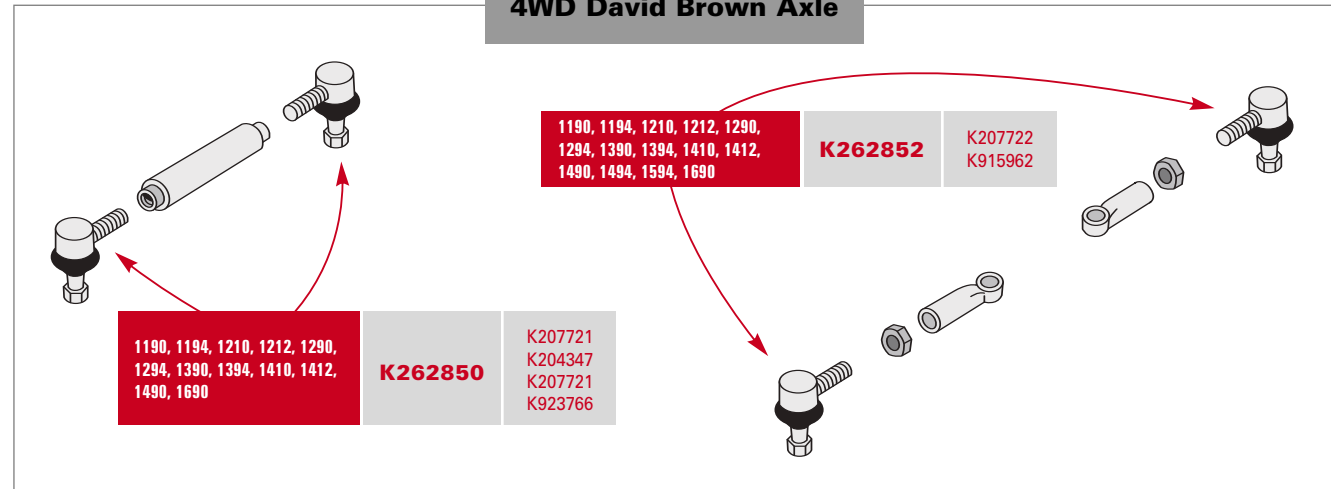 4WD David Brown Axle
1190, 1194, 1210, 1212, 1290,
1294, 1390, 1394, 1410, 1412,
1490, 1494, 1594, 1690
K262852
K207722
K915962
1190, 1194, 1210, 1212, 1290,
1294, 1390, 1394, 1410, 1412,
1490, 1690
K262850
K207721
K204347
K207721
K923766